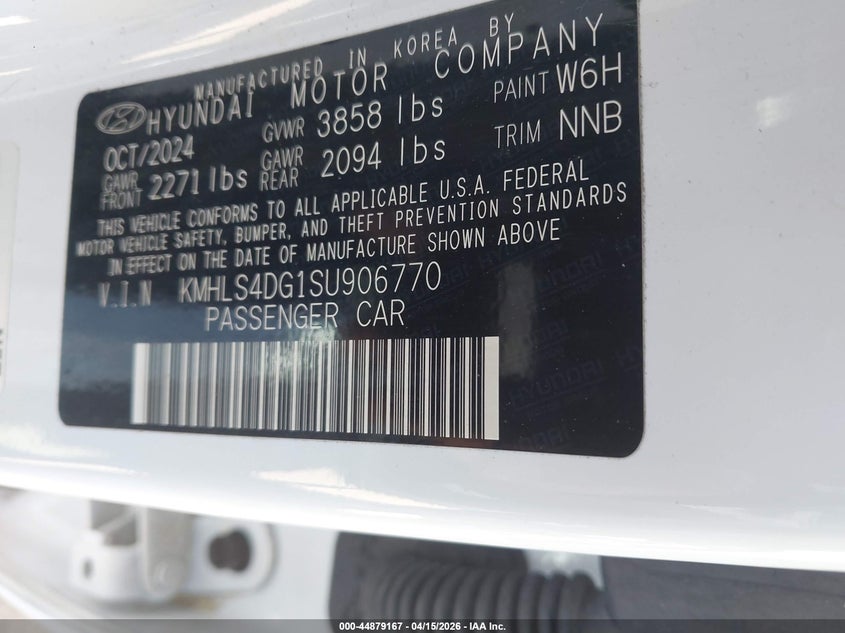 MANUFACTURED IN KOREA BY
HYUNDAI MOTOR COMPANY
OCT/2024 GVWR 3858 lbs PAINT W6H
GAWR FRONT 2271 lbs GAWR REAR 2094 lbs TRIM NNB
THIS VEHICLE CONFORMS TO ALL APPLICABLE U.S.A. FEDERAL
MOTOR VEHICLE SAFETY, BUMPER, AND THEFT PREVENTION STANDARDS
IN EFFECT ON THE DATE OF MANUFACTURE SHOWN ABOVE
V.I.N KMHLS4DG1SU906770
PASSENGER CAR
000-44879167 - 04/15/2026 - IAA Inc.